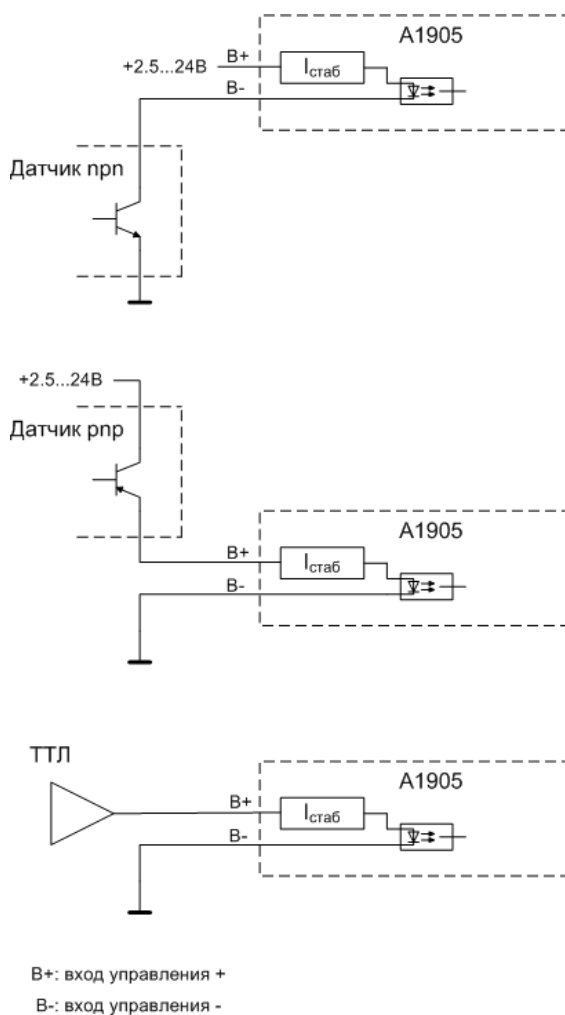 A1905
+2.5...24В
B+
Iстаб
B-
Датчик npn
+2.5...24В
Датчик pnp
A1905
B+
Iстаб
B-
ТТЛ
A1905
B+
Iстаб
B-
B+: вход управления +
B-: вход управления -